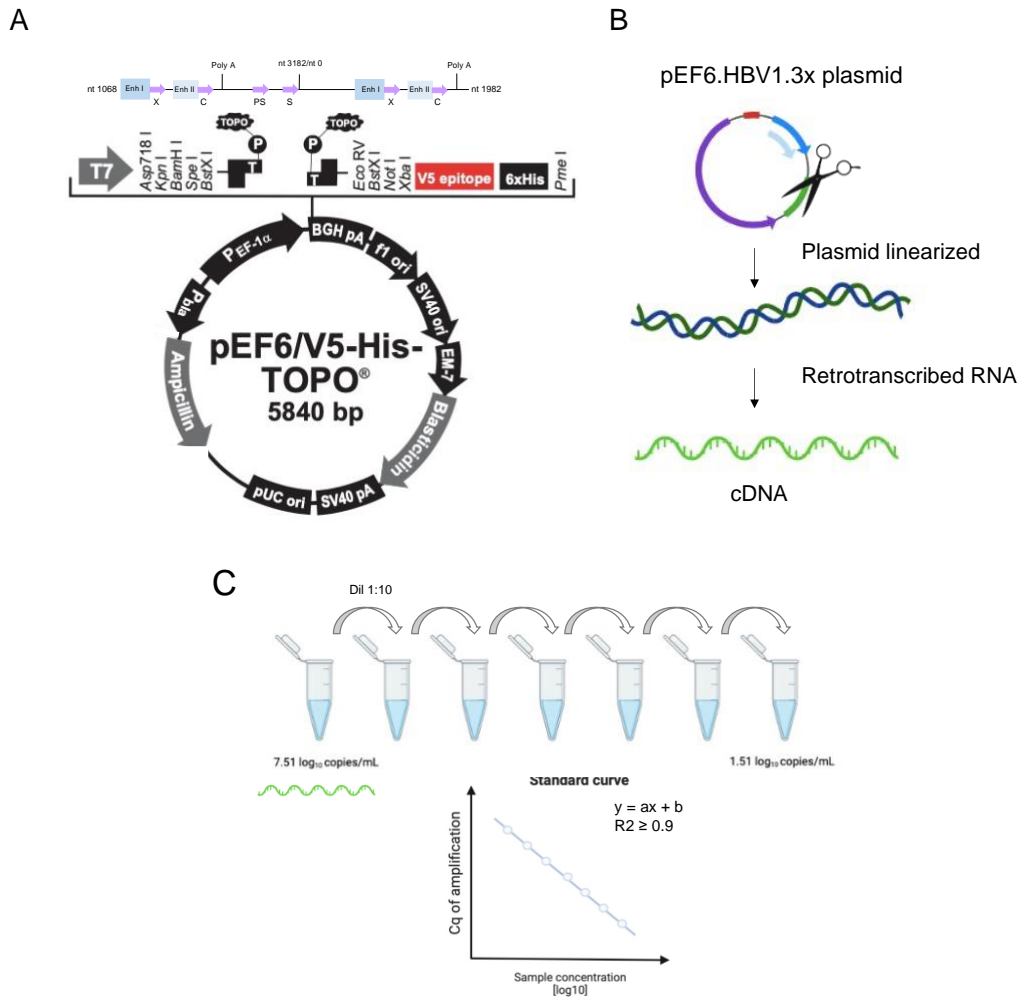 A
nt 3182/nt 0
Poly A
Poly A
nt 1068
Enh I
Enh II
Enh I
Enh II
nt 1982
X
C
PS
S
X
C
TOPO
TOPO
P
P
T7
Asp718 I
Kpn I
BamH I
Spe I
BstX I
T
T
Eco RV
BstX I
Not I
Xba I
V5 epitope
6xHis
Pme I
PEF-1α
BGH pA
f1 ori
SV40 ori
EM-7
Blasticidin
SV40 pA
pUC ori
Ampicillin
Pbla
pEF6/V5-His-
TOPO®
5840 bp
B
pEF6.HBV1.3x plasmid
Plasmid linearized
Retrotranscribed RNA
cDNA
C
Dil 1:10
7.51 log₁₀ copies/mL
1.51 log₁₀ copies/mL
Standard curve
y = ax + b
R2 ≥ 0.9
Cq of amplification
Sample concentration
[log10]